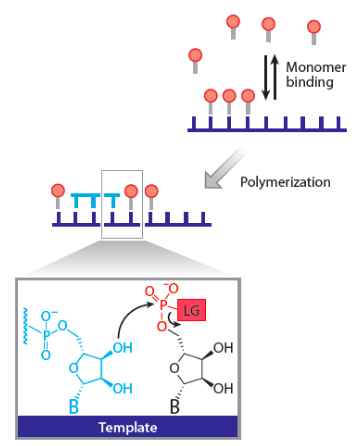 Monomer
binding
Polymerization
O⁻
⁻O
O
P
LG
P
O
O
O
O
OH
O
OH
OH
OH
B
B
Template